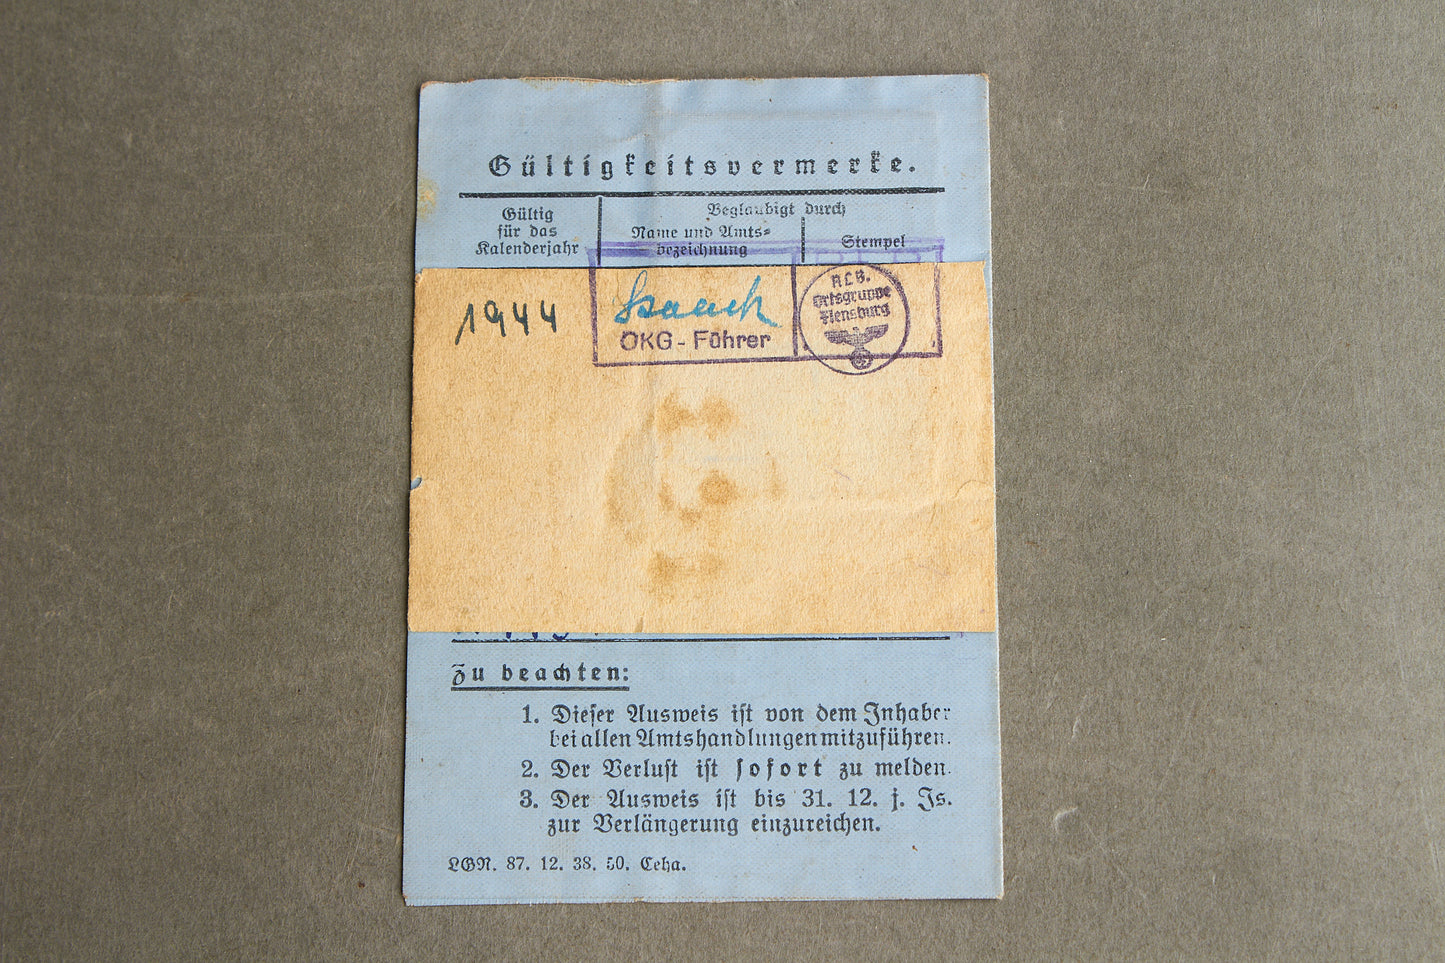 Gültigkeitsvermerke.
Gültig
für das
Kalenderjahr
Beglaubigt durch
Name und Amts=
bezeichnung
Stempel
1944
OKG - Führer
RLB.
Ortsgruppe
Flensburg
Zu beachten:
1. Dieser Ausweis ist von dem Inhaber
bei allen Amtshandlungen mitzuführen.
2. Der Verlust ist sofort zu melden.
3. Der Ausweis ist bis 31. 12. j. Js.
zur Verlängerung einzureichen.
LGN. 87. 12. 38. 50. Ceha.